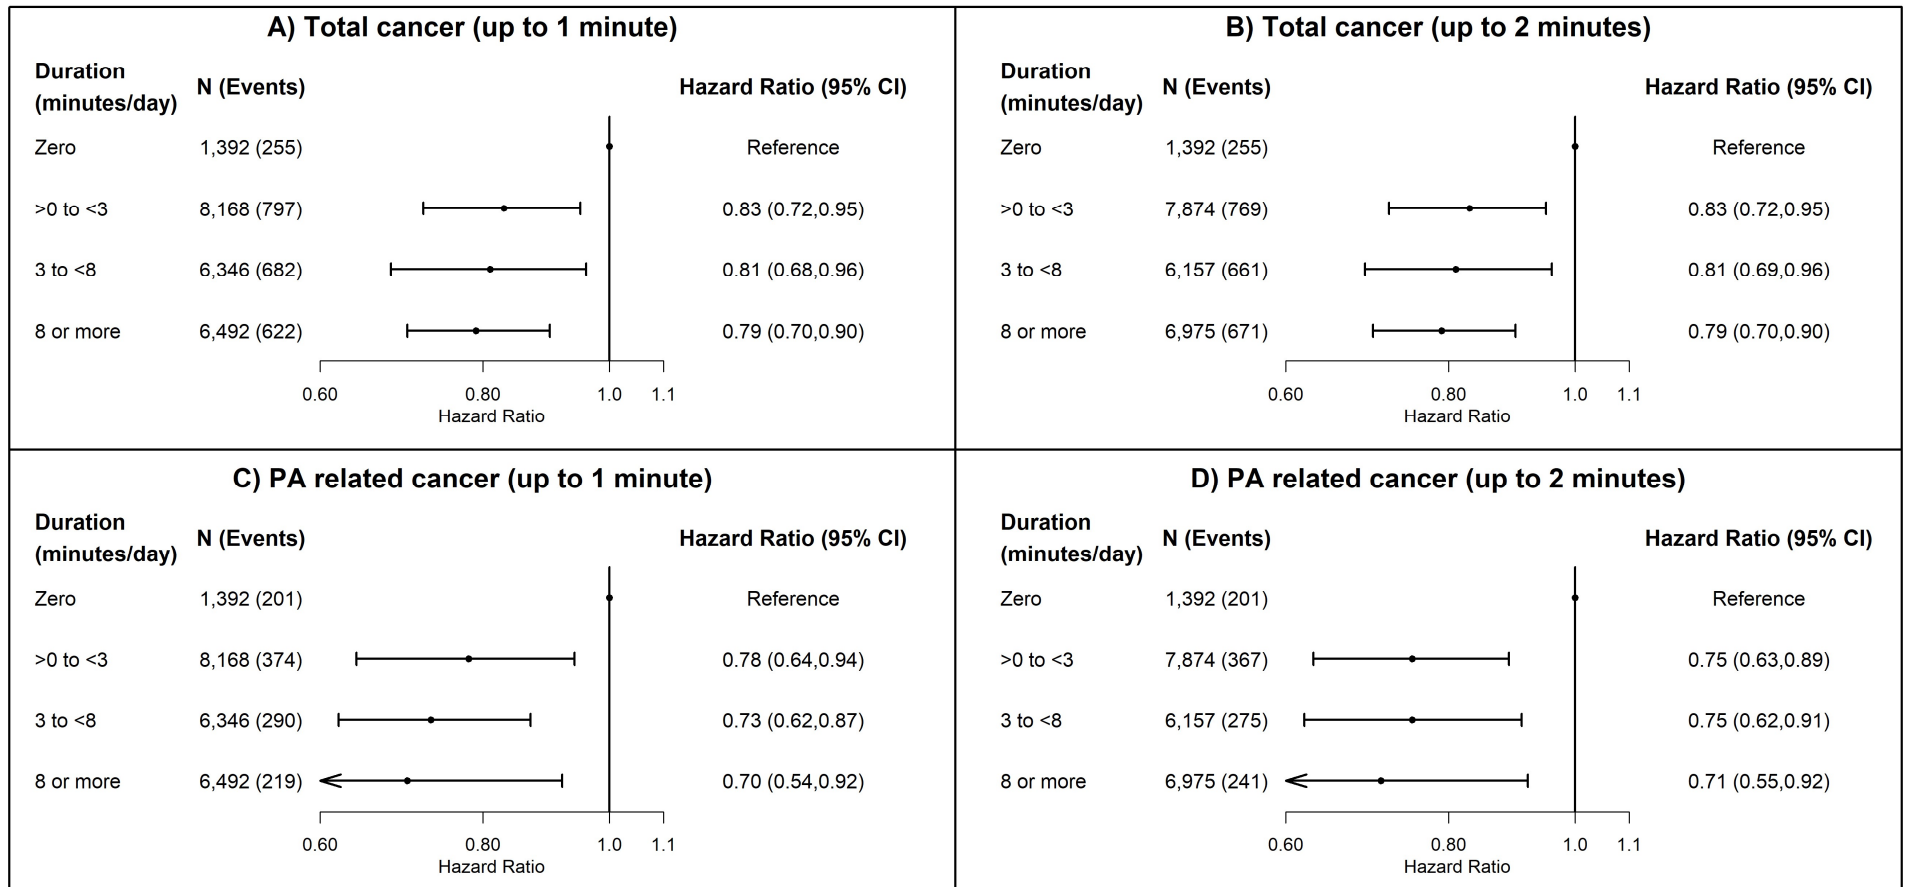 A) Total cancer (up to 1 minute)
Duration
(minutes/day) N (Events) Hazard Ratio (95% CI)
Zero 1,392 (255) Reference
>0 to <3 8,168 (797) 0.83 (0.72,0.95)
3 to <8 6,346 (682) 0.81 (0.68,0.96)
8 or more 6,492 (622) 0.79 (0.70,0.90)
0.60 0.80 1.0 1.1
Hazard Ratio
B) Total cancer (up to 2 minutes)
Duration
(minutes/day) N (Events) Hazard Ratio (95% CI)
Zero 1,392 (255) Reference
>0 to <3 7,874 (769) 0.83 (0.72,0.95)
3 to <8 6,157 (661) 0.81 (0.69,0.96)
8 or more 6,975 (671) 0.79 (0.70,0.90)
0.60 0.80 1.0 1.1
Hazard Ratio
C) PA related cancer (up to 1 minute)
Duration
(minutes/day) N (Events) Hazard Ratio (95% CI)
Zero 1,392 (201) Reference
>0 to <3 8,168 (374) 0.78 (0.64,0.94)
3 to <8 6,346 (290) 0.73 (0.62,0.87)
8 or more 6,492 (219) 0.70 (0.54,0.92)
0.60 0.80 1.0 1.1
Hazard Ratio
D) PA related cancer (up to 2 minutes)
Duration
(minutes/day) N (Events) Hazard Ratio (95% CI)
Zero 1,392 (201) Reference
>0 to <3 7,874 (367) 0.75 (0.63,0.89)
3 to <8 6,157 (275) 0.75 (0.62,0.91)
8 or more 6,975 (241) 0.71 (0.55,0.92)
0.60 0.80 1.0 1.1
Hazard Ratio